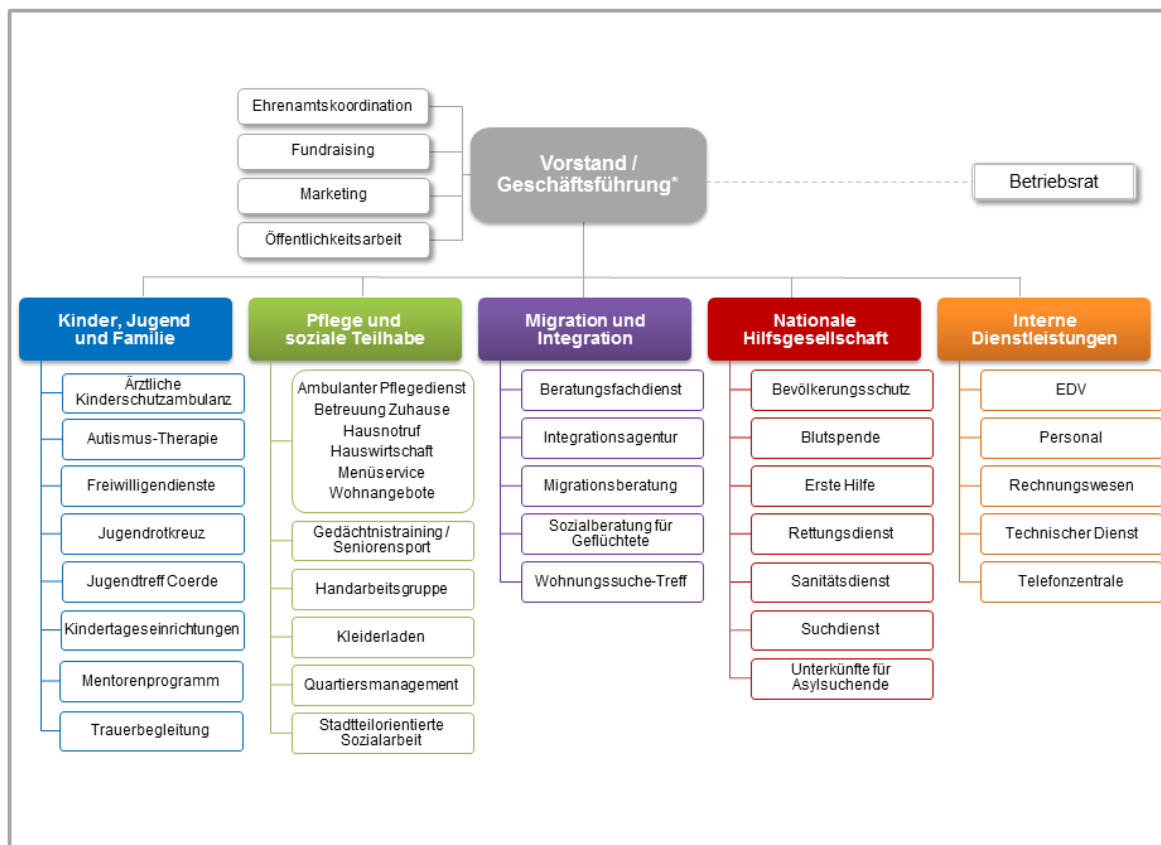 Ehrenamtskoordination
Fundraising
Marketing
Öffentlichkeitsarbeit
Vorstand /
Geschäftsführung*
Betriebsrat
Kinder, Jugend
und Familie
Ärztliche
Kinderschutzambulanz
Autismus-Therapie
Freiwilligendienste
Jugendrotkreuz
Jugendtreff Coerde
Kindertageseinrichtungen
Mentorenprogramm
Trauerbegleitung
Pflege und
soziale Teilhabe
Ambulanter Pflegedienst
Betreuung Zuhause
Hausnotruf
Hauswirtschaft
Menüservice
Wohnangebote
Gedächtnistraining /
Seniorensport
Handarbeitsgruppe
Kleiderladen
Quartiersmanagement
Stadtteilorientierte
Sozialarbeit
Migration und
Integration
Beratungsfachdienst
Integrationsagentur
Migrationsberatung
Sozialberatung für
Geflüchtete
Wohnungssuche-Treff
Nationale
Hilfsgesellschaft
Bevölkerungsschutz
Blutspende
Erste Hilfe
Rettungsdienst
Sanitätsdienst
Suchdienst
Unterkünfte für
Asylsuchende
Interne
Dienstleistungen
EDV
Personal
Rechnungswesen
Technischer Dienst
Telefonzentrale